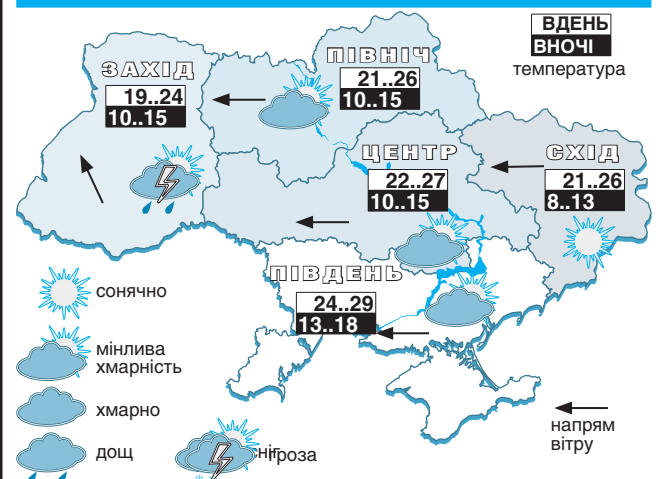 ВДЕНЬ
ВНОЧІ
температура
ЗАХІД
19..24
10..15
ПІВНІЧ
21..26
10..15
ЦЕНТР
22..27
10..15
СХІД
21..26
8..13
ПІВДЕНЬ
24..29
13..18
сонячно
мінлива
хмарність
хмарно
дощ
гроза
напрям
вітру